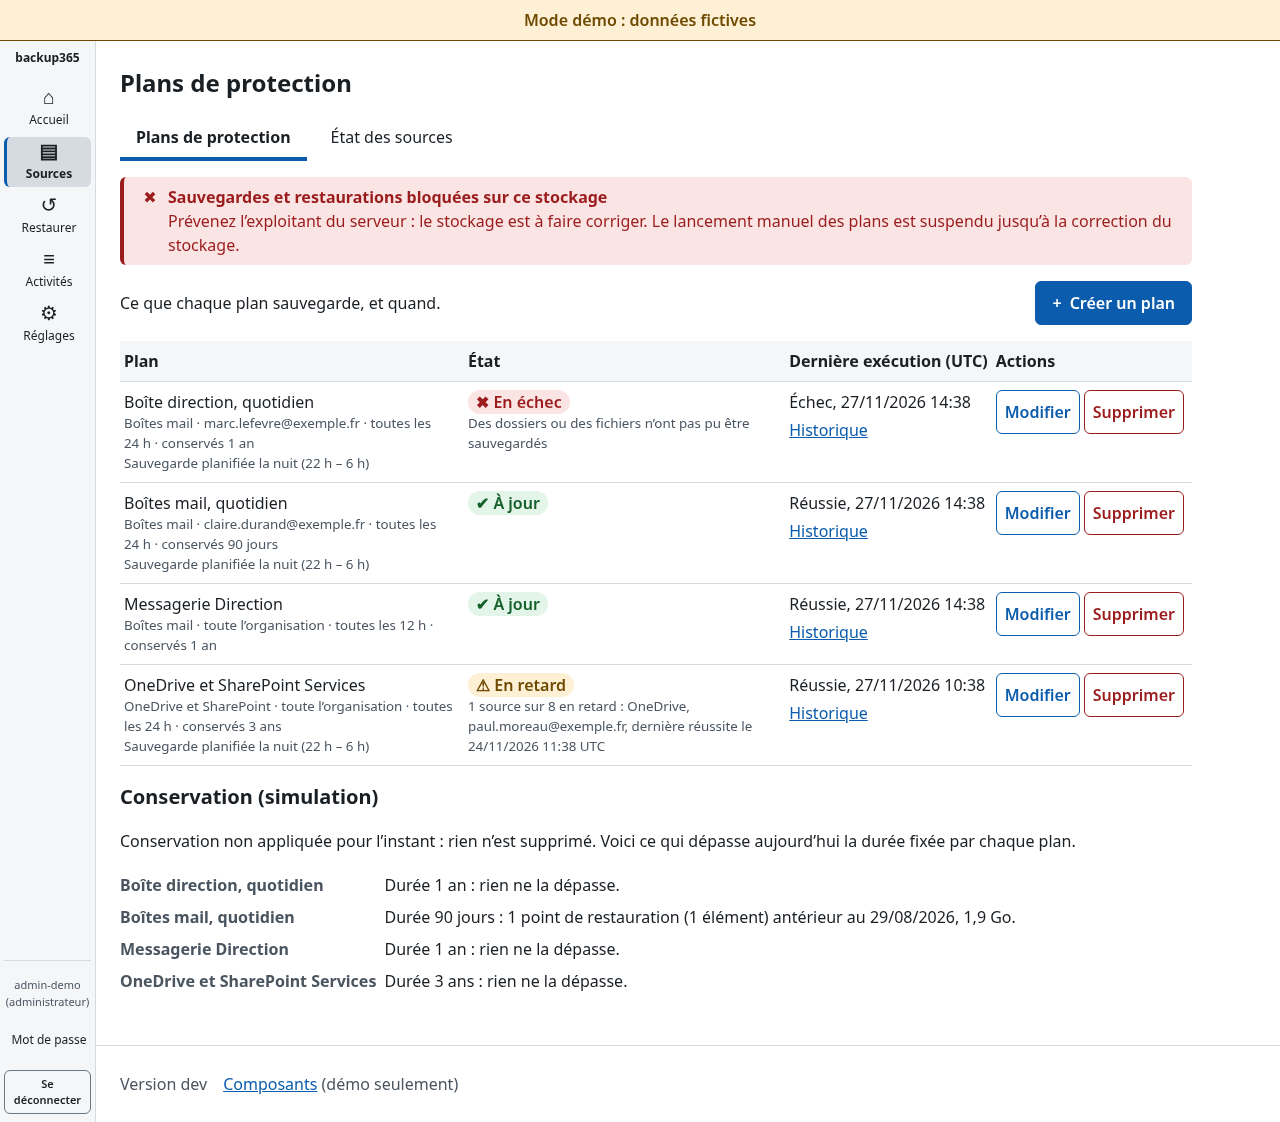 Mode démo : données fictives
backup365
Accueil
Sources
Restaurer
Activités
Réglages
admin-demo
(administrateur)
Mot de passe
Se
déconnecter
Plans de protection
Plans de protection
État des sources
✖ Sauvegardes et restaurations bloquées sur ce stockage
Prévenez l’exploitant du serveur : le stockage est à faire corriger. Le lancement manuel des plans est suspendu jusqu’à la correction du
stockage.
Ce que chaque plan sauvegarde, et quand.
+ Créer un plan
Plan État Dernière exécution (UTC) Actions
Boîte direction, quotidien
Boîtes mail · marc.lefevre@exemple.fr · toutes les
24 h · conservés 1 an
Sauvegarde planifiée la nuit (22 h – 6 h)
✖ En échec
Des dossiers ou des fichiers n’ont pas pu être
sauvegardés
Échec, 27/11/2026 14:38
Historique
Modifier
Supprimer
Boîtes mail, quotidien
Boîtes mail · claire.durand@exemple.fr · toutes les
24 h · conservés 90 jours
Sauvegarde planifiée la nuit (22 h – 6 h)
✔ À jour
Réussie, 27/11/2026 14:38
Historique
Modifier
Supprimer
Messagerie Direction
Boîtes mail · toute l’organisation · toutes les 12 h ·
conservés 1 an
✔ À jour
Réussie, 27/11/2026 14:38
Historique
Modifier
Supprimer
OneDrive et SharePoint Services
OneDrive et SharePoint · toute l’organisation · toutes
les 24 h · conservés 3 ans
Sauvegarde planifiée la nuit (22 h – 6 h)
⚠ En retard
1 source sur 8 en retard : OneDrive,
paul.moreau@exemple.fr, dernière réussite le
24/11/2026 11:38 UTC
Réussie, 27/11/2026 10:38
Historique
Modifier
Supprimer
Conservation (simulation)
Conservation non appliquée pour l’instant : rien n’est supprimé. Voici ce qui dépasse aujourd’hui la durée fixée par chaque plan.
Boîte direction, quotidien Durée 1 an : rien ne la dépasse.
Boîtes mail, quotidien Durée 90 jours : 1 point de restauration (1 élément) antérieur au 29/08/2026, 1,9 Go.
Messagerie Direction Durée 1 an : rien ne la dépasse.
OneDrive et SharePoint Services Durée 3 ans : rien ne la dépasse.
Version dev Composants (démo seulement)